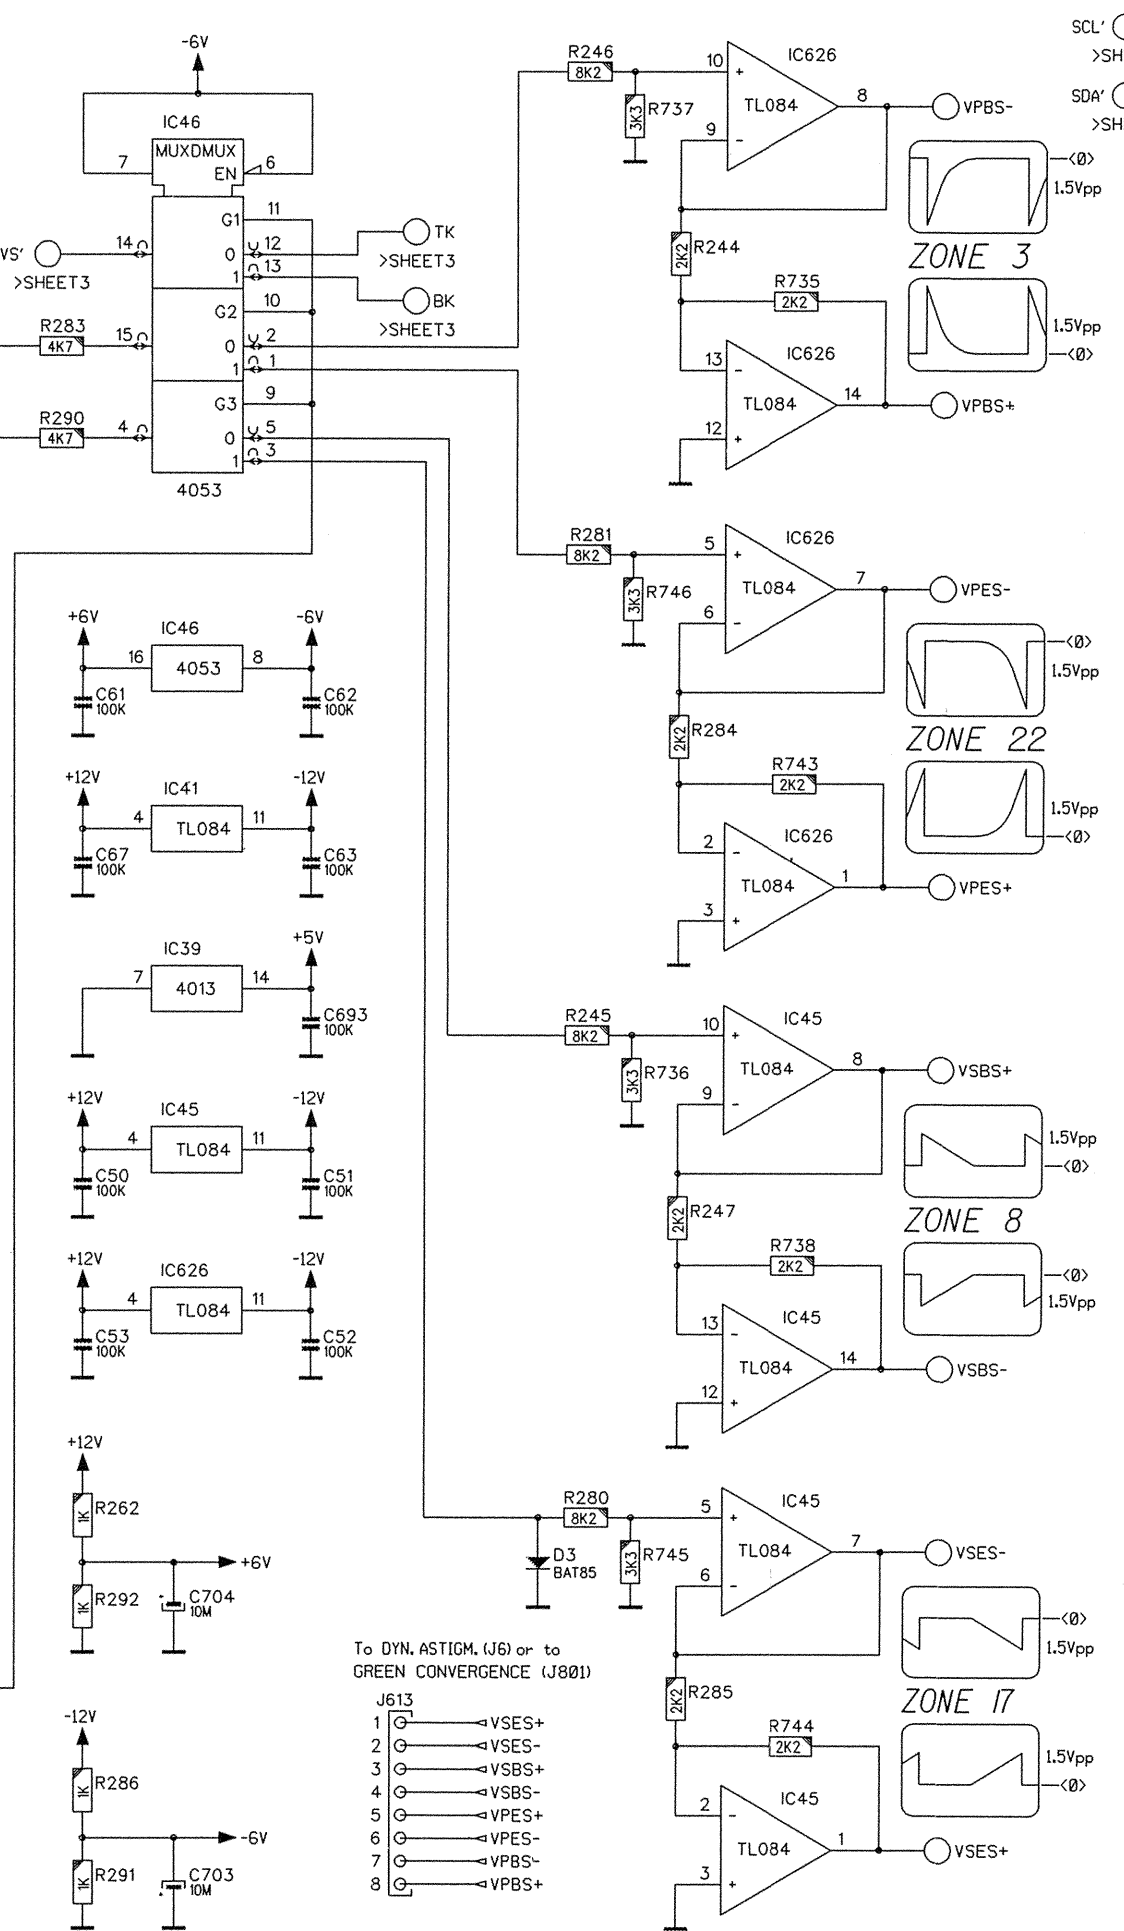 -6V
IC46
MUXDMUX
7
EN
6
G1
11
VS'
14
>SHEET3
0
12
TK
>SHEET3
1
13
G2
10
BK
>SHEET3
R283
4K7
15
0
2
1
1
G3
9
R290
4K7
4
0
5
1
3
4053
R246
8K2
10
+
IC626
TL084
8
VPBS-
3K3
R737
9
-
<0>
1.5Vpp
ZONE 3
2K2
R244
R735
2K2
1.5Vpp
<0>
13
-
IC626
TL084
14
VPBS+
12
+
SCL'
>SH
SDA'
>SH
R281
8K2
5
+
IC626
TL084
7
VPES-
3K3
R746
6
-
<0>
1.5Vpp
ZONE 22
2K2
R284
R743
2K2
1.5Vpp
<0>
2
-
IC626
TL084
1
VPES+
3
+
+6V
IC46
-6V
16
4053
8
C61
100K
C62
100K
+12V
IC41
-12V
4
TL084
11
C67
100K
C63
100K
IC39
+5V
7
4013
14
C693
100K
+12V
IC45
-12V
4
TL084
11
C50
100K
C51
100K
+12V
IC626
-12V
4
TL084
11
C53
100K
C52
100K
R245
8K2
10
+
IC45
TL084
8
VSBS+
3K3
R736
9
-
1.5Vpp
<0>
ZONE 8
2K2
R247
R738
2K2
<0>
1.5Vpp
13
-
IC45
TL084
14
VSBS-
12
+
+12V
1K
R262
+6V
1K
R292
C704
10M
-12V
1K
R286
-6V
1K
R291
C703
10M
R280
8K2
5
+
IC45
TL084
7
VSES-
D3
BAT85
3K3
R745
6
-
<0>
1.5Vpp
ZONE 17
2K2
R285
R744
2K2
1.5Vpp
<0>
2
-
IC45
TL084
1
VSES+
3
+
To DYN. ASTIGM. (J6) or to
GREEN CONVERGENCE (J801)
J613
1 VSES+
2 VSES-
3 VSBS+
4 VSBS-
5 VPES+
6 VPES-
7 VPBS-
8 VPBS+